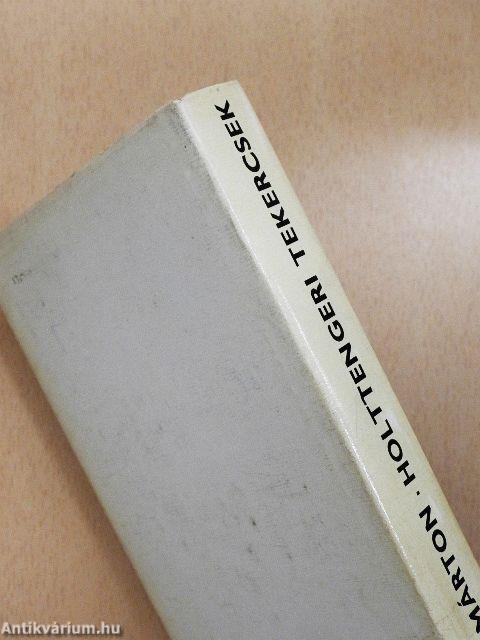 MÁRTON · HOLTTENGERI TEKERCSEK
Antikvárium.hu